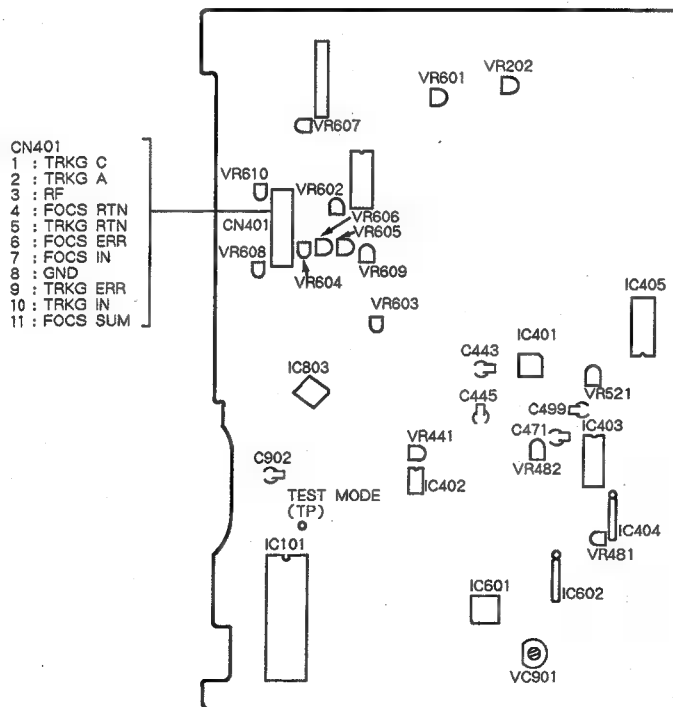 VR601
VR202
VR607
CN401
1 : TRKG C
2 : TRKG A
3 : RF
4 : FOCS RTN
5 : TRKG RTN
6 : FOCS ERR
7 : FOCS IN
8 : GND
9 : TRKG ERR
10 : TRKG IN
11 : FOCS SUM
VR610
VR602
VR606
CN401
VR605
VR608
VR609
VR604
IC405
VR603
IC401
C443
IC803
VR521
C445
C499
C471
IC403
VR441
C902
VR482
IC402
TEST MODE
(TP)
IC404
IC101
VR481
IC601
IC602
VC901